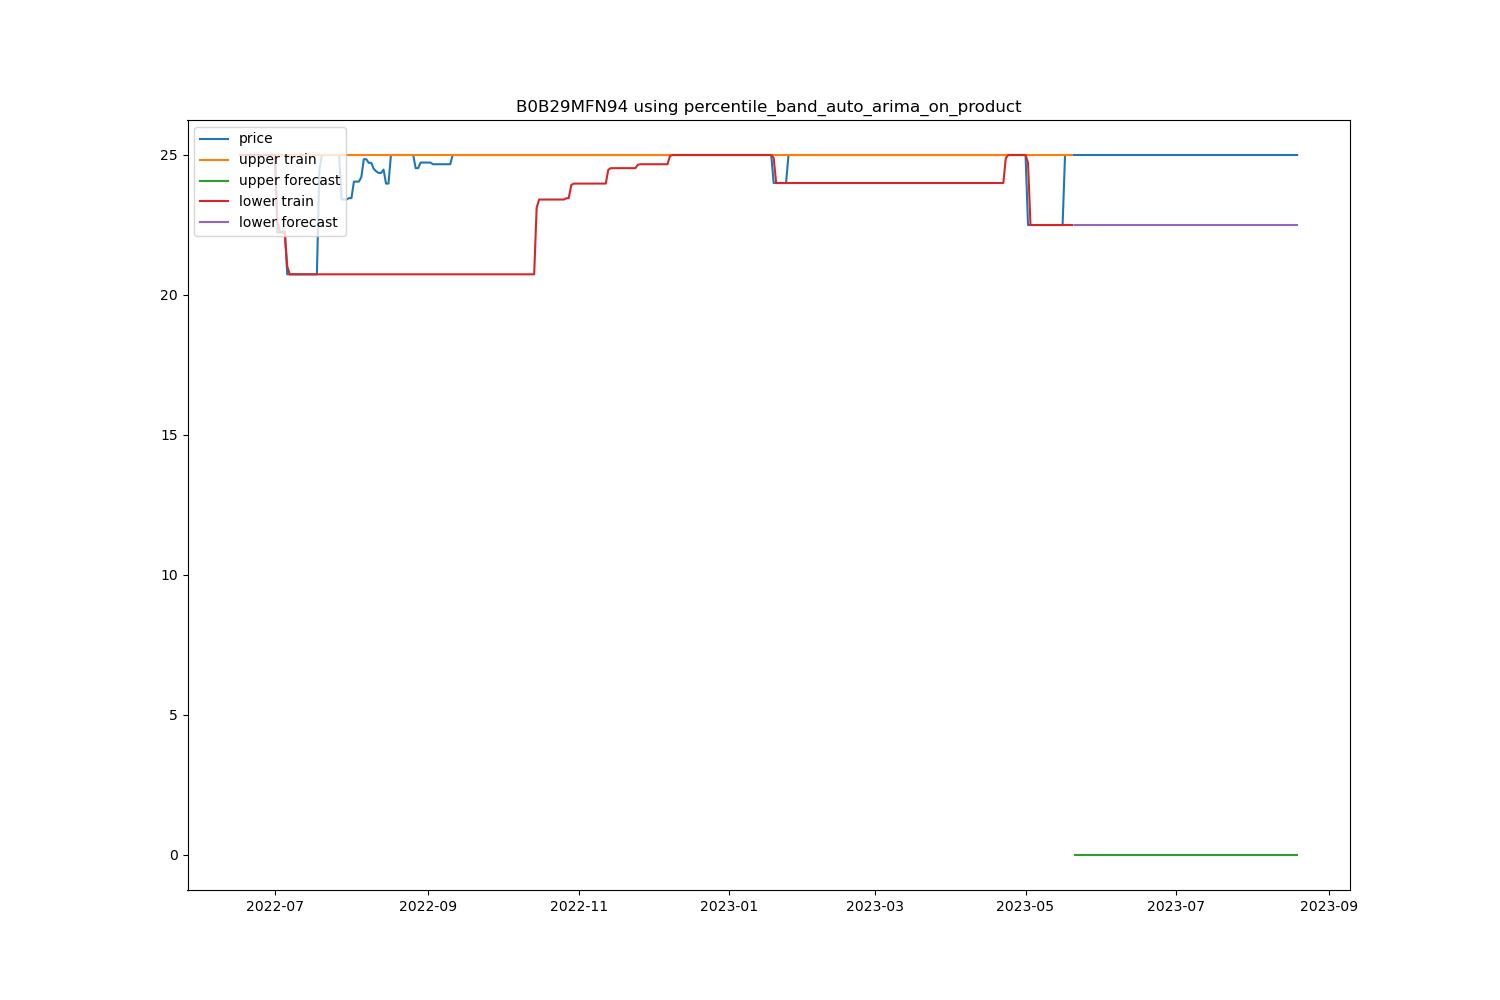 B0B29MFN94 using percentile_band_auto_arima_on_product
price
upper train
upper forecast
lower train
lower forecast
25
20
15
10
5
0
2022-07 2022-09 2022-11 2023-01 2023-03 2023-05 2023-07 2023-09